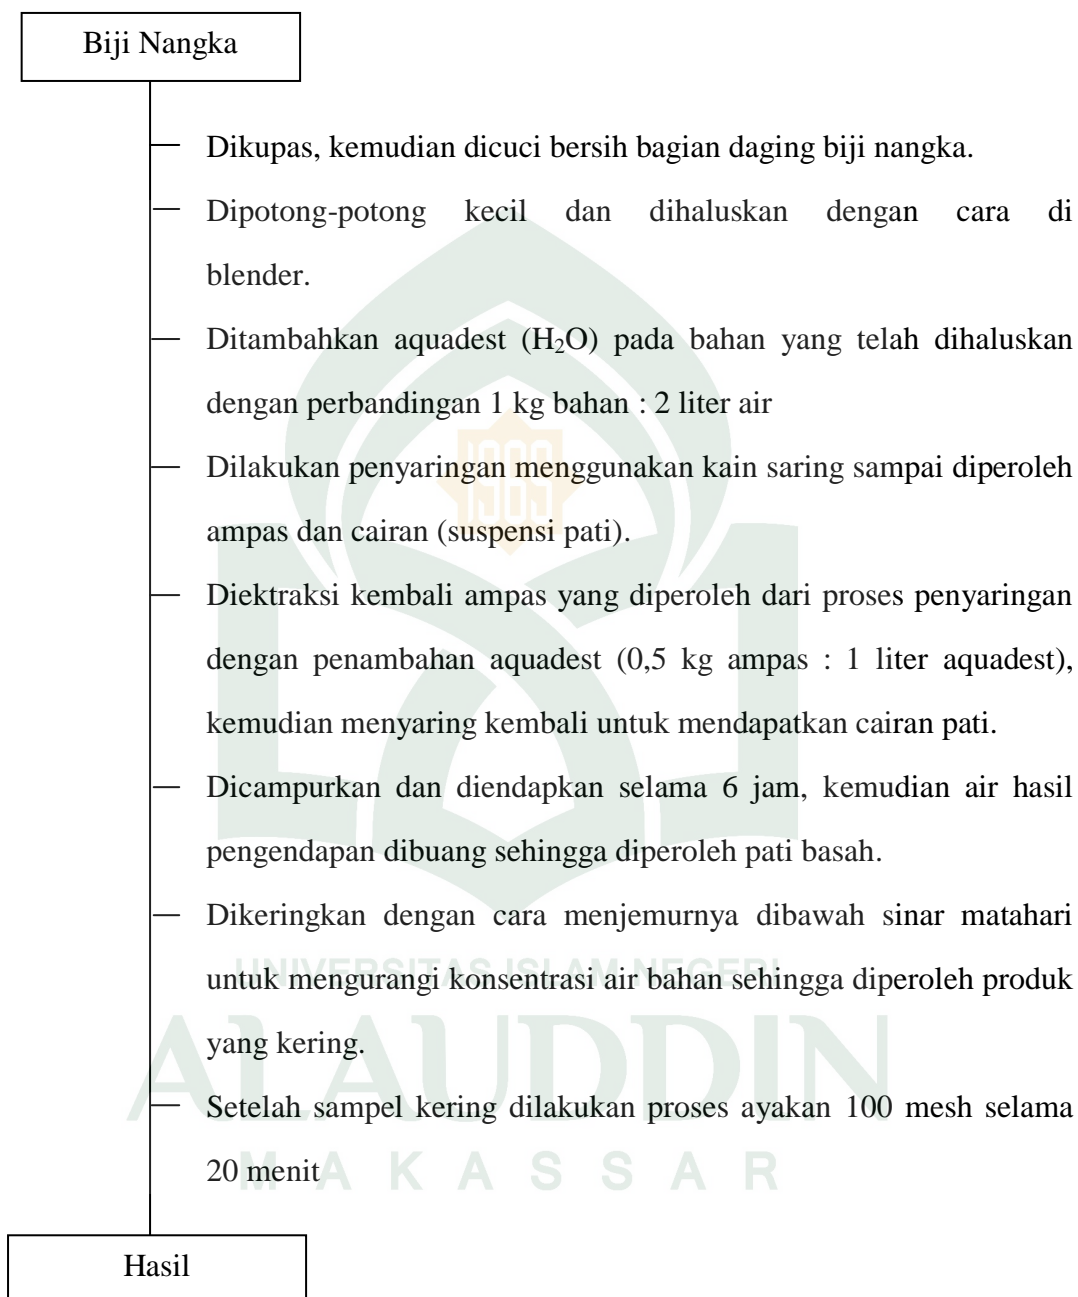 Biji Nangka
Dikupas, kemudian dicuci bersih bagian daging biji nangka.
Dipotong-potong kecil dan dihaluskan dengan cara di
blender.
Ditambahkan aquadest (H₂O) pada bahan yang telah dihaluskan
dengan perbandingan 1 kg bahan : 2 liter air
Dilakukan penyaringan menggunakan kain saring sampai diperoleh
ampas dan cairan (suspensi pati).
Diektraksi kembali ampas yang diperoleh dari proses penyaringan
dengan penambahan aquadest (0,5 kg ampas : 1 liter aquadest),
kemudian menyaring kembali untuk mendapatkan cairan pati.
Dicampurkan dan diendapkan selama 6 jam, kemudian air hasil
pengendapan dibuang sehingga diperoleh pati basah.
Dikeringkan dengan cara menjemurnya dibawah sinar matahari
untuk mengurangi konsentrasi air bahan sehingga diperoleh produk
yang kering.
Setelah sampel kering dilakukan proses ayakan 100 mesh selama
20 menit
Hasil
1965
UNIVERSITAS ISLAM NEGERI
ALAUDDIN
MAKASSAR